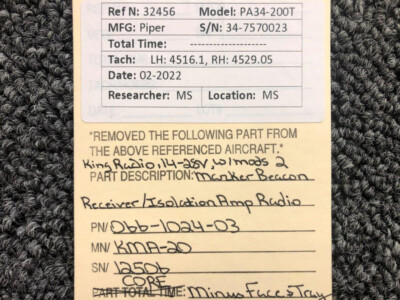 Ref N: 32456 Model: PA34-200T
MFG: Piper S/N: 34-7570023
Total Time: --------------------
Tach: LH: 4516.1, RH: 4529.05
Date: 02-2022
Researcher: MS Location: MS
"REMOVED THE FOLLOWING PART FROM
THE ABOVE REFERENCED AIRCRAFT."
King Radio, 14-28V, w/mods 2
PART DESCRIPTION: Marker Beacon
Receiver/Isolation Amp Radio
PN/ 066-1024-03
MN/ KMA-20
SN/ 12506
CORE
PART TOTAL TIME: Minus Faces Tray